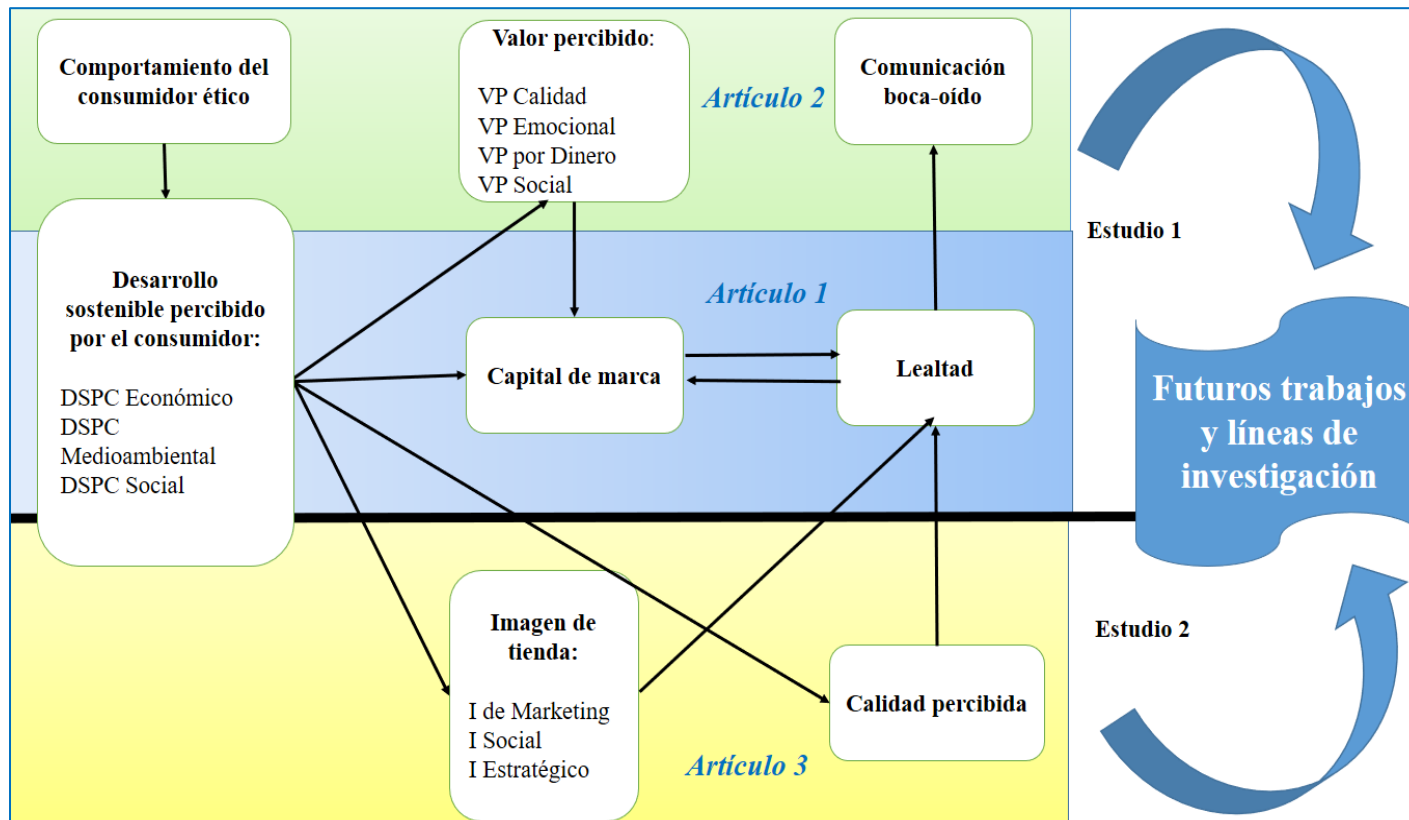 Comportamiento del
consumidor ético
Valor percibido:
VP Calidad
VP Emocional
VP por Dinero
VP Social
Artículo 2
Comunicación
boca-oído
Estudio 1
Desarrollo
sostenible percibido
por el consumidor:
DSPC Económico
DSPC
Medioambiental
DSPC Social
Artículo 1
Capital de marca
Lealtad
Futuros trabajos
y líneas de
investigación
Imagen de
tienda:
I de Marketing
I Social
I Estratégico
Artículo 3
Calidad percibida
Estudio 2